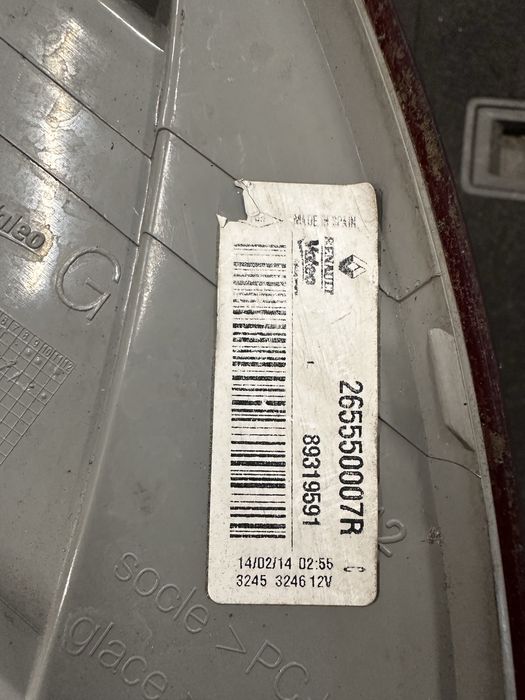 MADE IN SPAIN
RENAULT
Valeo
265550007R
89319591
14/02/14 02:55
3245 3246 12V
Valeo
G
12
socle >PC
glace